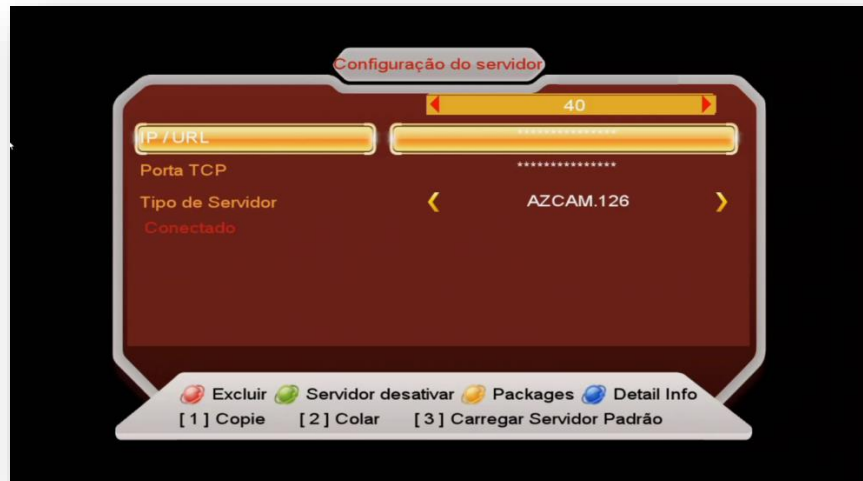 Configuração do servidor
40
IP / URL ***************
Porta TCP ***************
Tipo de Servidor AZCAM.126
Conectado
Excluir Servidor desativar Packages Detail Info
[ 1 ] Copie [ 2 ] Colar [ 3 ] Carregar Servidor Padrão